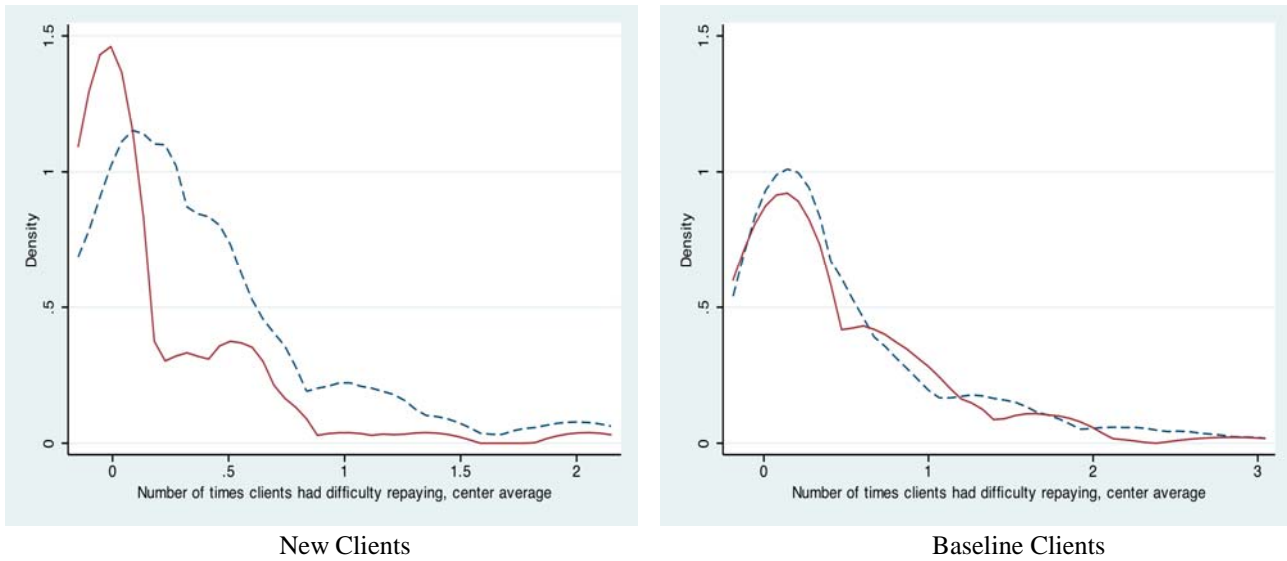 1.5
1
.5
0
Density
0
.5
1
1.5
2
Number of times clients had difficulty repaying, center average
New Clients
1.5
1
.5
0
Density
0
1
2
3
Number of times clients had difficulty repaying, center average
Baseline Clients